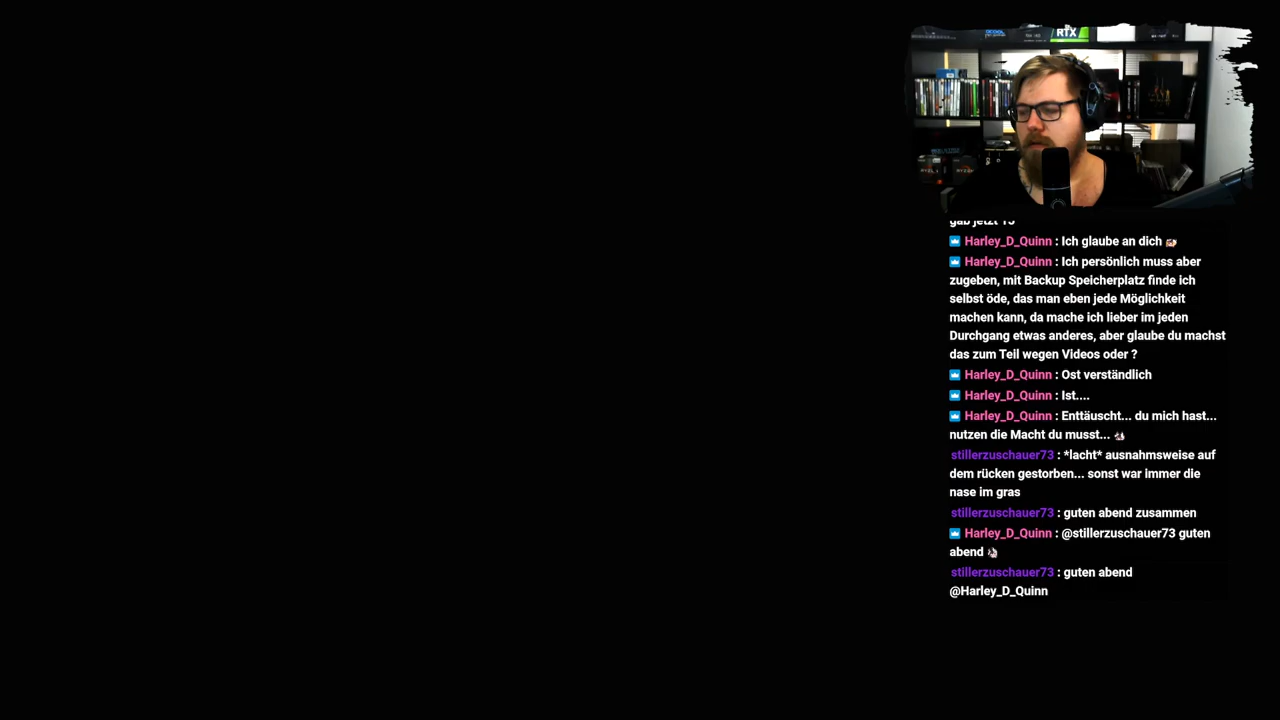 RTX
gab jetzt 15
Harley_D_Quinn : Ich glaube an dich
Harley_D_Quinn : Ich persönlich muss aber
zugeben, mit Backup Speicherplatz finde ich
selbst öde, das man eben jede Möglichkeit
machen kann, da mache ich lieber im jeden
Durchgang etwas anderes, aber glaube du machst
das zum Teil wegen Videos oder ?
Harley_D_Quinn : Ost verständlich
Harley_D_Quinn : Ist....
Harley_D_Quinn : Enttäuscht... du mich hast...
nutzen die Macht du musst...
stillerzuschauer73 : *lacht* ausnahmsweise auf
dem rücken gestorben... sonst war immer die
nase im gras
stillerzuschauer73 : guten abend zusammen
Harley_D_Quinn : @stillerzuschauer73 guten
abend
stillerzuschauer73 : guten abend
@Harley_D_Quinn